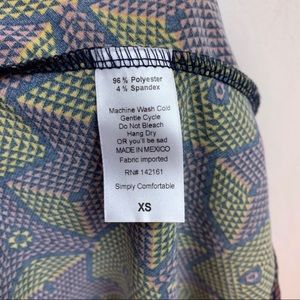 96 % Polyester
4 % Spandex
Machine Wash Cold
Gentle Cycle
Do Not Bleach
Hang Dry
OR you'll be sad
MADE IN MEXICO
Fabric imported
RN# 142161
Simply Comfortable
XS